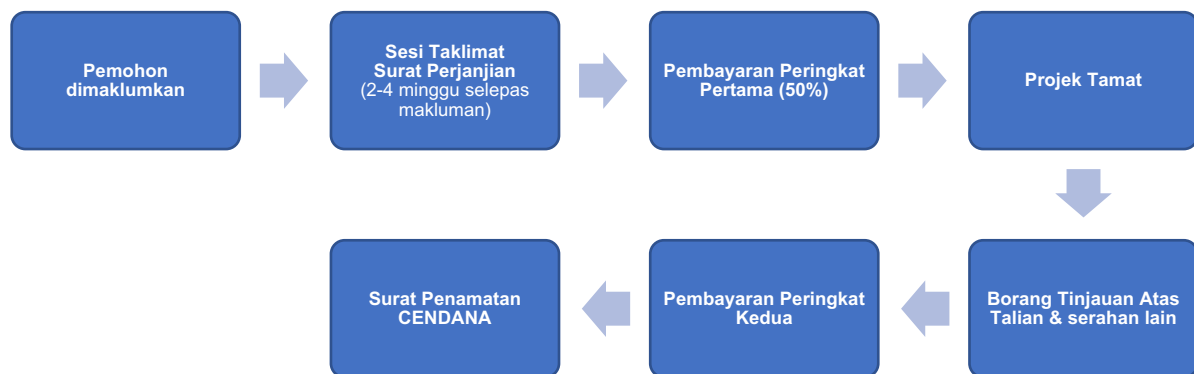 Pemohon
dimaklumkan
Sesi Taklimat
Surat Perjanjian
(2-4 minggu selepas
makluman)
Pembayaran Peringkat
Pertama (50%)
Projek Tamat
Borang Tinjauan Atas
Talian & serahan lain
Pembayaran Peringkat
Kedua
Surat Penamatan
CENDANA